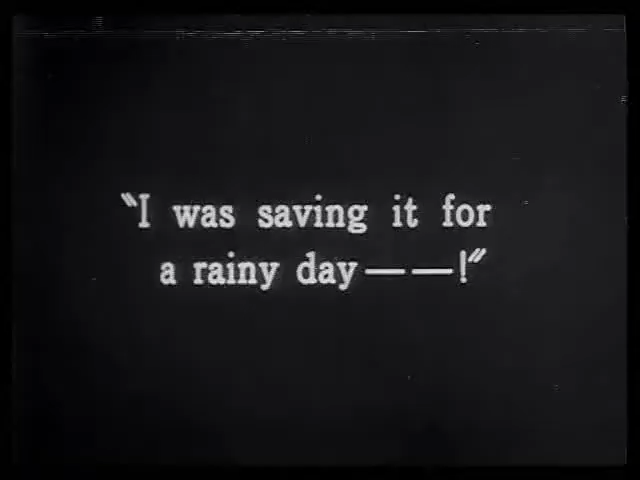 "I was saving it for
a rainy day — — !"